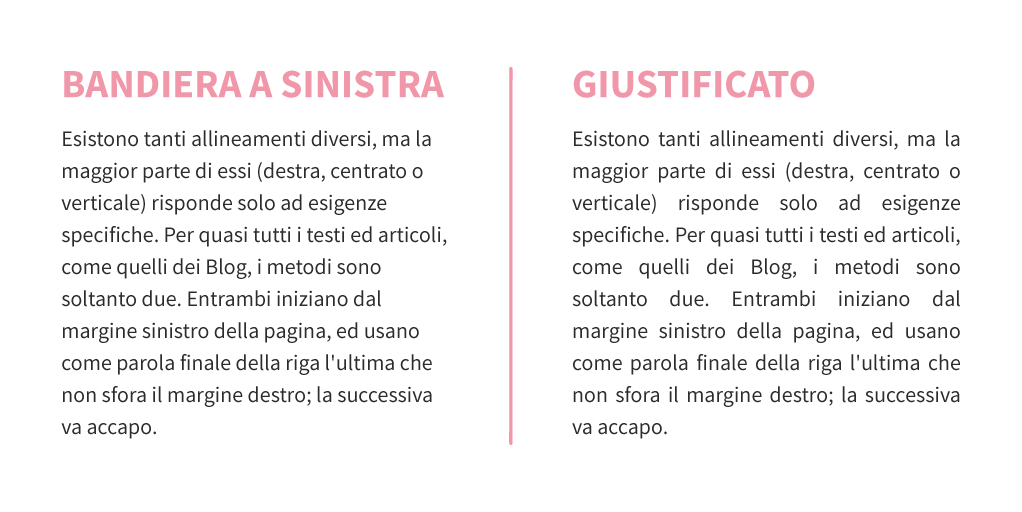 BANDIERA A SINISTRA
Esistono tanti allineamenti diversi, ma la
maggior parte di essi (destra, centrato o
verticale) risponde solo ad esigenze
specifiche. Per quasi tutti i testi ed articoli,
come quelli dei Blog, i metodi sono
soltanto due. Entrambi iniziano dal
margine sinistro della pagina, ed usano
come parola finale della riga l'ultima che
non sfora il margine destro; la successiva
va accapo.
GIUSTIFICATO
Esistono tanti allineamenti diversi, ma la
maggior parte di essi (destra, centrato o
verticale) risponde solo ad esigenze
specifiche. Per quasi tutti i testi ed articoli,
come quelli dei Blog, i metodi sono
soltanto due. Entrambi iniziano dal
margine sinistro della pagina, ed usano
come parola finale della riga l'ultima che
non sfora il margine destro; la successiva
va accapo.